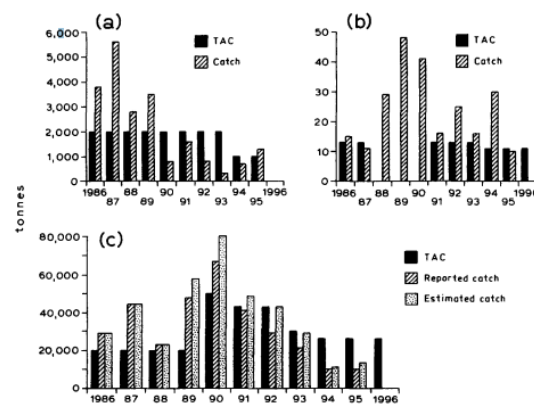 (a)
TAC
Catch
6,000
5,000
4,000
3,000
2,000
1,000
0
1986 88 90 92 94 1996
87 89 91 93 95
(b)
TAC
Catch
50
40
30
20
10
0
1986 88 90 92 94 1996
87 89 91 93 95
tonnes
(c)
TAC
Reported catch
Estimated catch
80,000
60,000
40,000
20,000
0
1986 87 88 89 90 91 92 93 94 95 1996